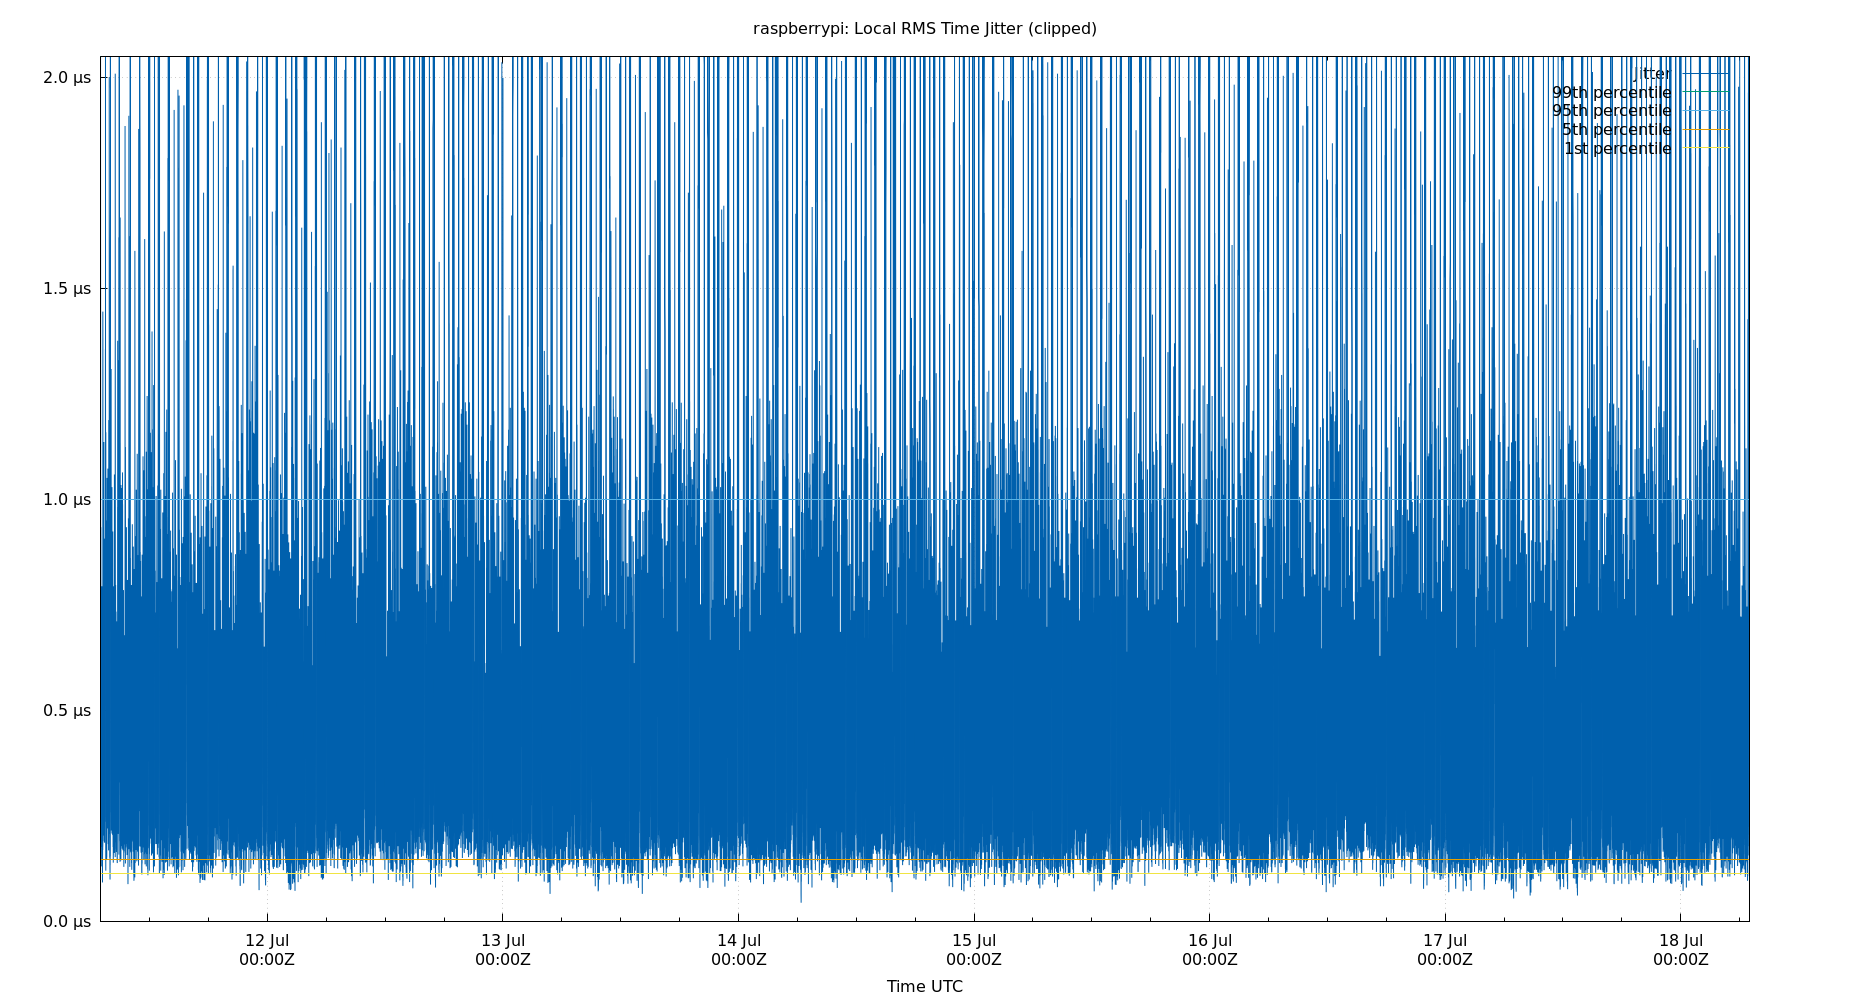 raspberrypi: Local RMS Time Jitter (clipped)
2.0 µs
1.5 µs
1.0 µs
0.5 µs
0.0 µs
jitter
99th percentile
95th percentile
5th percentile
1st percentile
12 Jul
00:00Z
13 Jul
00:00Z
14 Jul
00:00Z
15 Jul
00:00Z
16 Jul
00:00Z
17 Jul
00:00Z
18 Jul
00:00Z
Time UTC